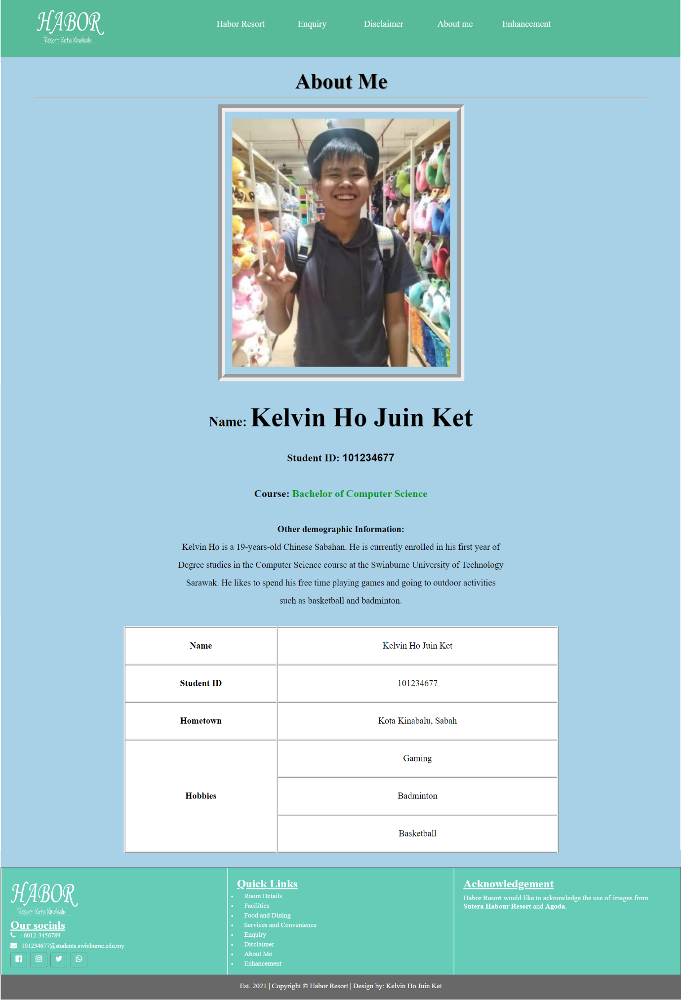 HABOR
Resort Kota Kinabalu
Habor Resort Enquiry Disclaimer About me Enhancement
About Me
Name: Kelvin Ho Juin Ket
Student ID: 101234677
Course: Bachelor of Computer Science
Other demographic Information:
Kelvin Ho is a 19-years-old Chinese Sabahan. He is currently enrolled in his first year of
Degree studies in the Computer Science course at the Swinburne University of Technology
Sarawak. He likes to spend his free time playing games and going to outdoor activities
such as basketball and badminton.
Name Kelvin Ho Juin Ket
Student ID 101234677
Hometown Kota Kinabalu, Sabah
Hobbies
Gaming
Badminton
Basketball
HABOR
Resort Kota Kinabalu
Our socials
+6012-3456789
101234677@students.swinburne.edu.my
Quick Links
Room Details
Facilities
Food and Dining
Services and Convenience
Enquiry
Disclaimer
About Me
Enhancement
Acknowledgement
Habor Resort would like to acknowledge the use of images from
Sutera Habour Resort and Agoda.
Est. 2021 | Copyright © Habor Resort | Design by: Kelvin Ho Juin Ket